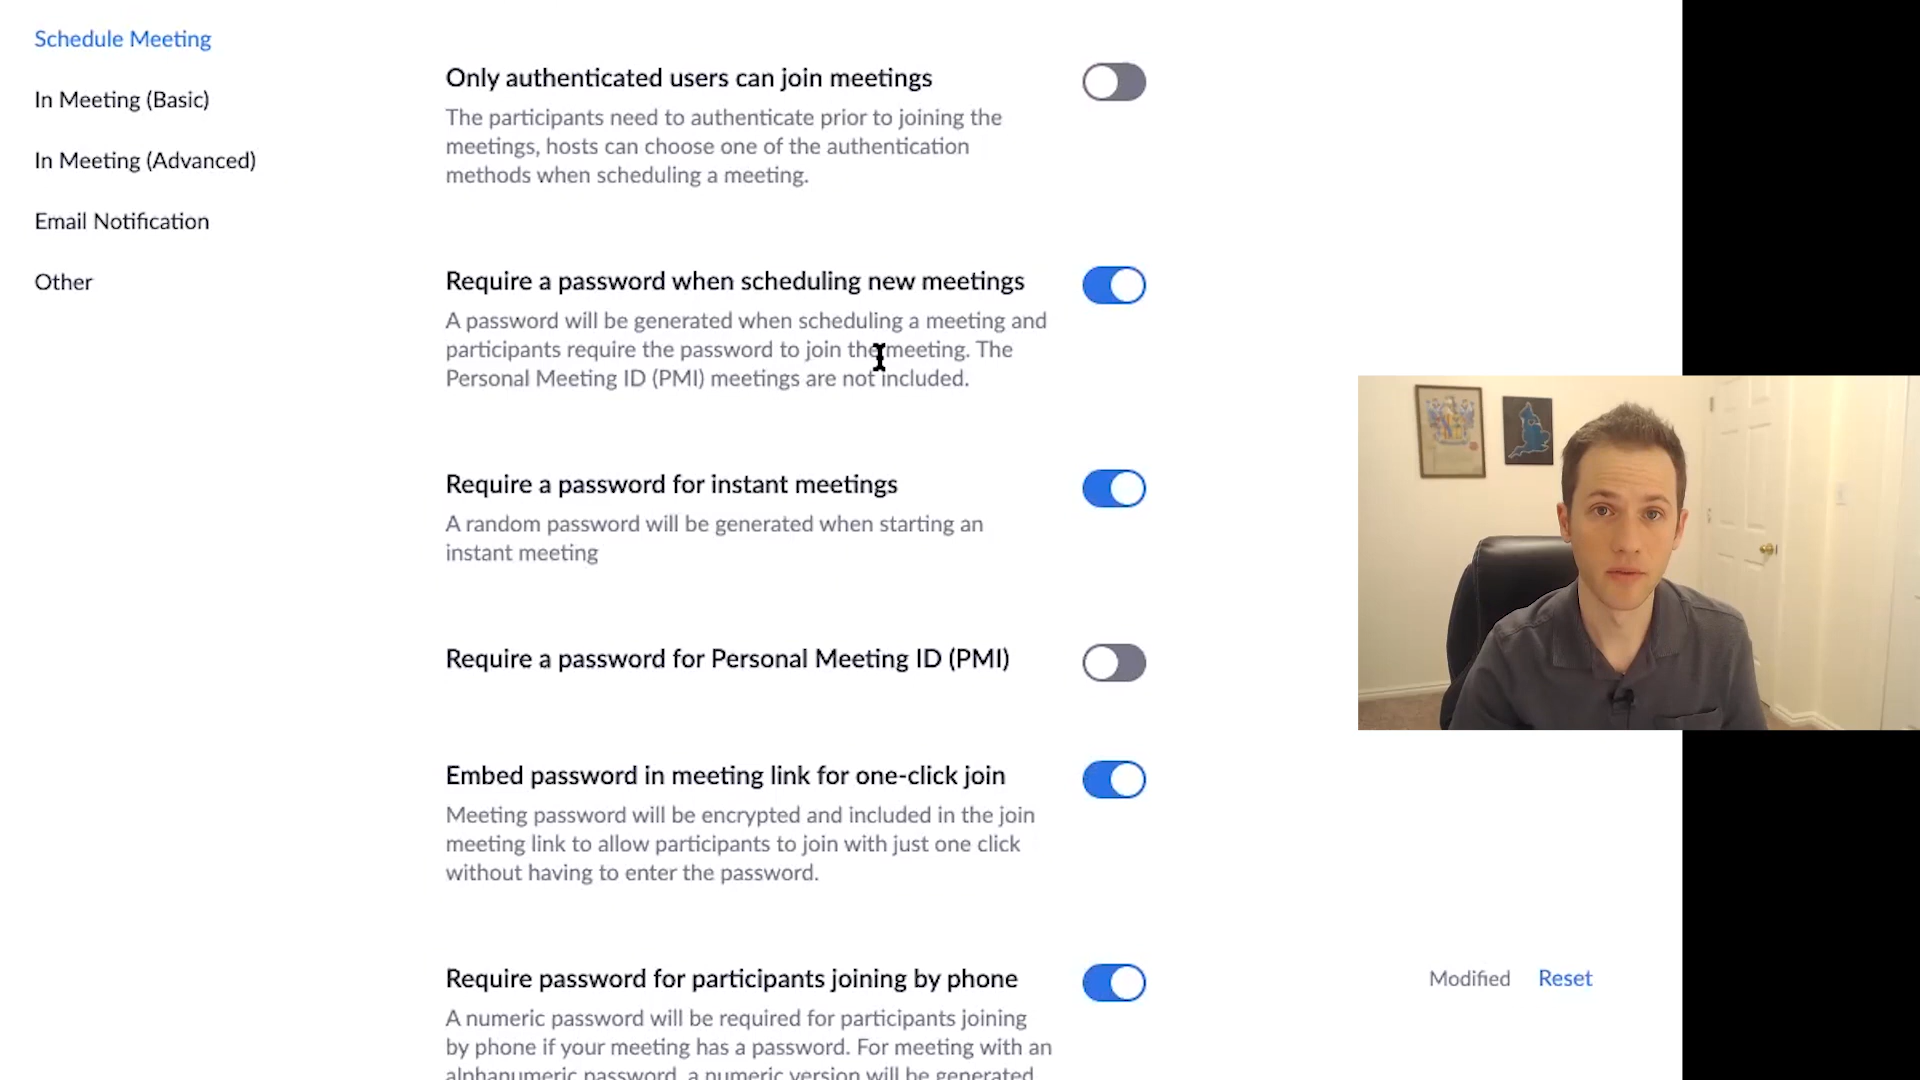 Schedule Meeting
In Meeting (Basic)
In Meeting (Advanced)
Email Notification
Other
Only authenticated users can join meetings
The participants need to authenticate prior to joining the
meetings, hosts can choose one of the authentication
methods when scheduling a meeting.
Require a password when scheduling new meetings
A password will be generated when scheduling a meeting and
participants require the password to join the meeting. The
Personal Meeting ID (PMI) meetings are not included.
Require a password for instant meetings
A random password will be generated when starting an
instant meeting
Require a password for Personal Meeting ID (PMI)
Embed password in meeting link for one-click join
Meeting password will be encrypted and included in the join
meeting link to allow participants to join with just one click
without having to enter the password.
Require password for participants joining by phone
Modified Reset
A numeric password will be required for participants joining
by phone if your meeting has a password. For meeting with an
alphanumeric password, a numeric version will be generated.